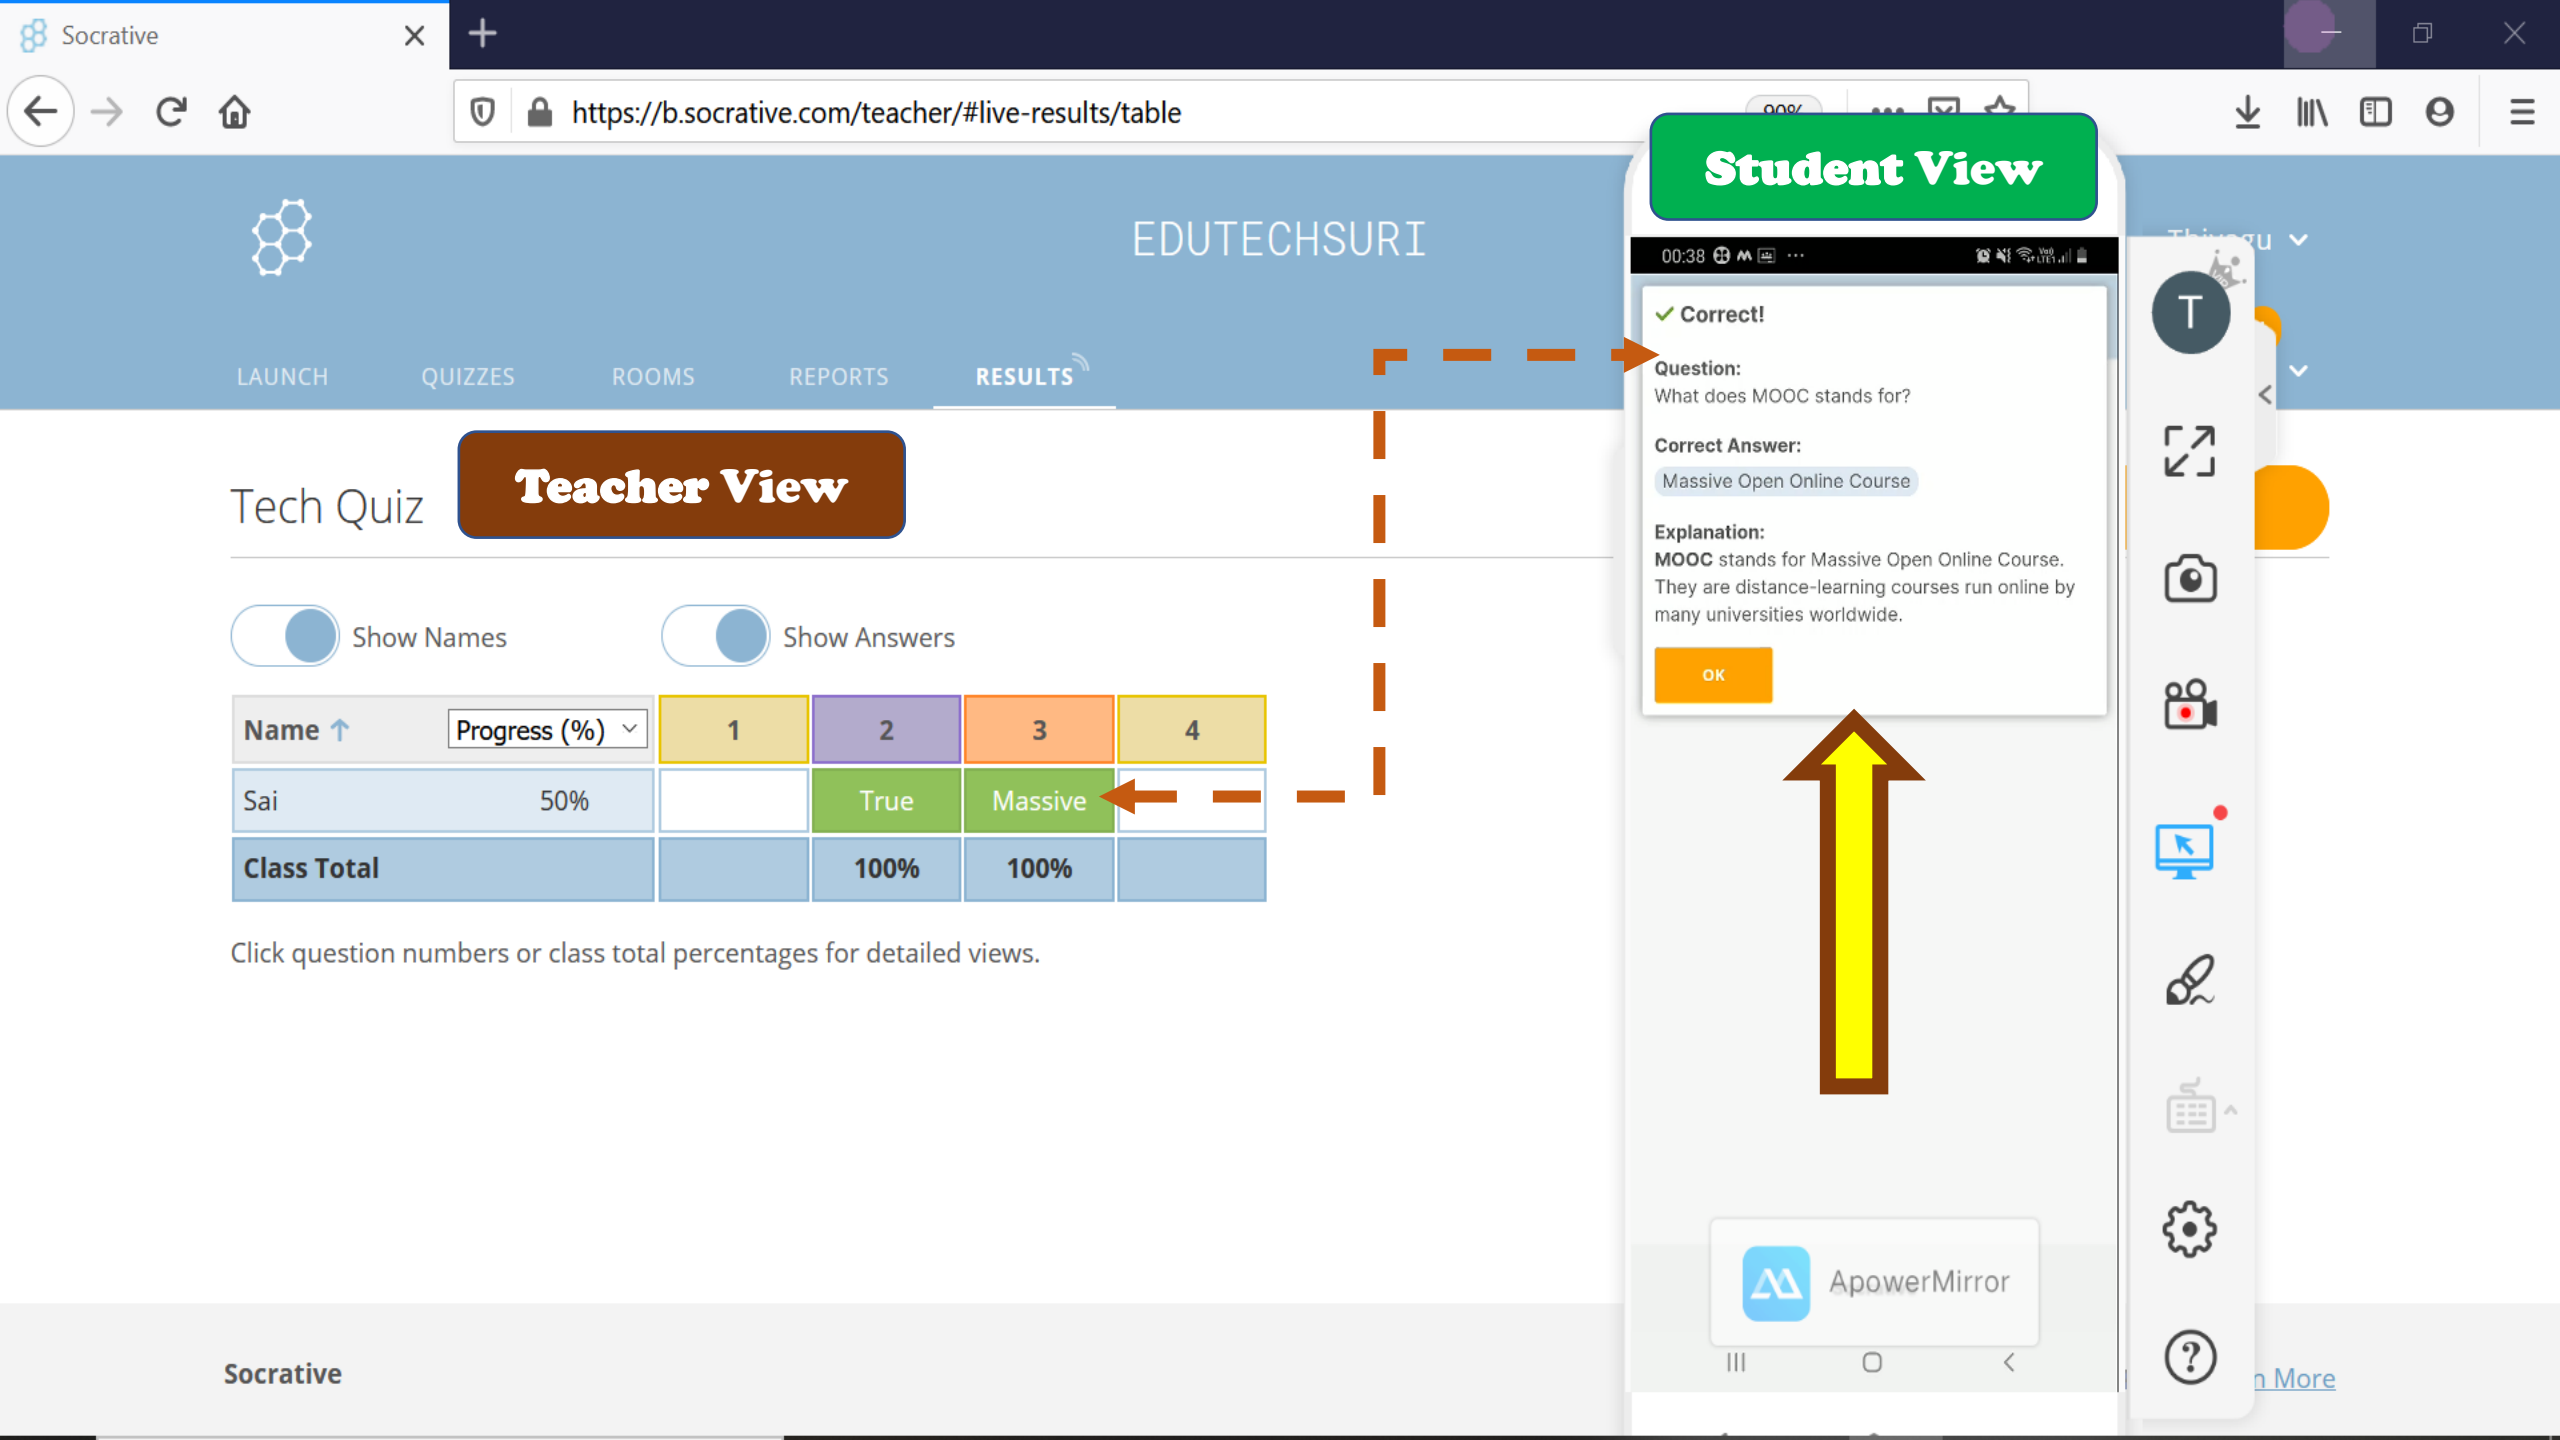 Socrative
https://b.socrative.com/teacher/#live-results/table
90%
EDUTECHSURI
LAUNCH
QUIZZES
ROOMS
REPORTS
RESULTS
Tech Quiz
Teacher View
Show Names
Show Answers
Name Progress (%) 1 2 3 4
Sai 50% True Massive
Class Total 100% 100%
Click question numbers or class total percentages for detailed views.
Socrative
Student View
00:38
Correct!
Question:
What does MOOC stands for?
Correct Answer:
Massive Open Online Course
Explanation:
MOOC stands for Massive Open Online Course.
They are distance-learning courses run online by
many universities worldwide.
OK
ApowerMirror
VIP
T
More